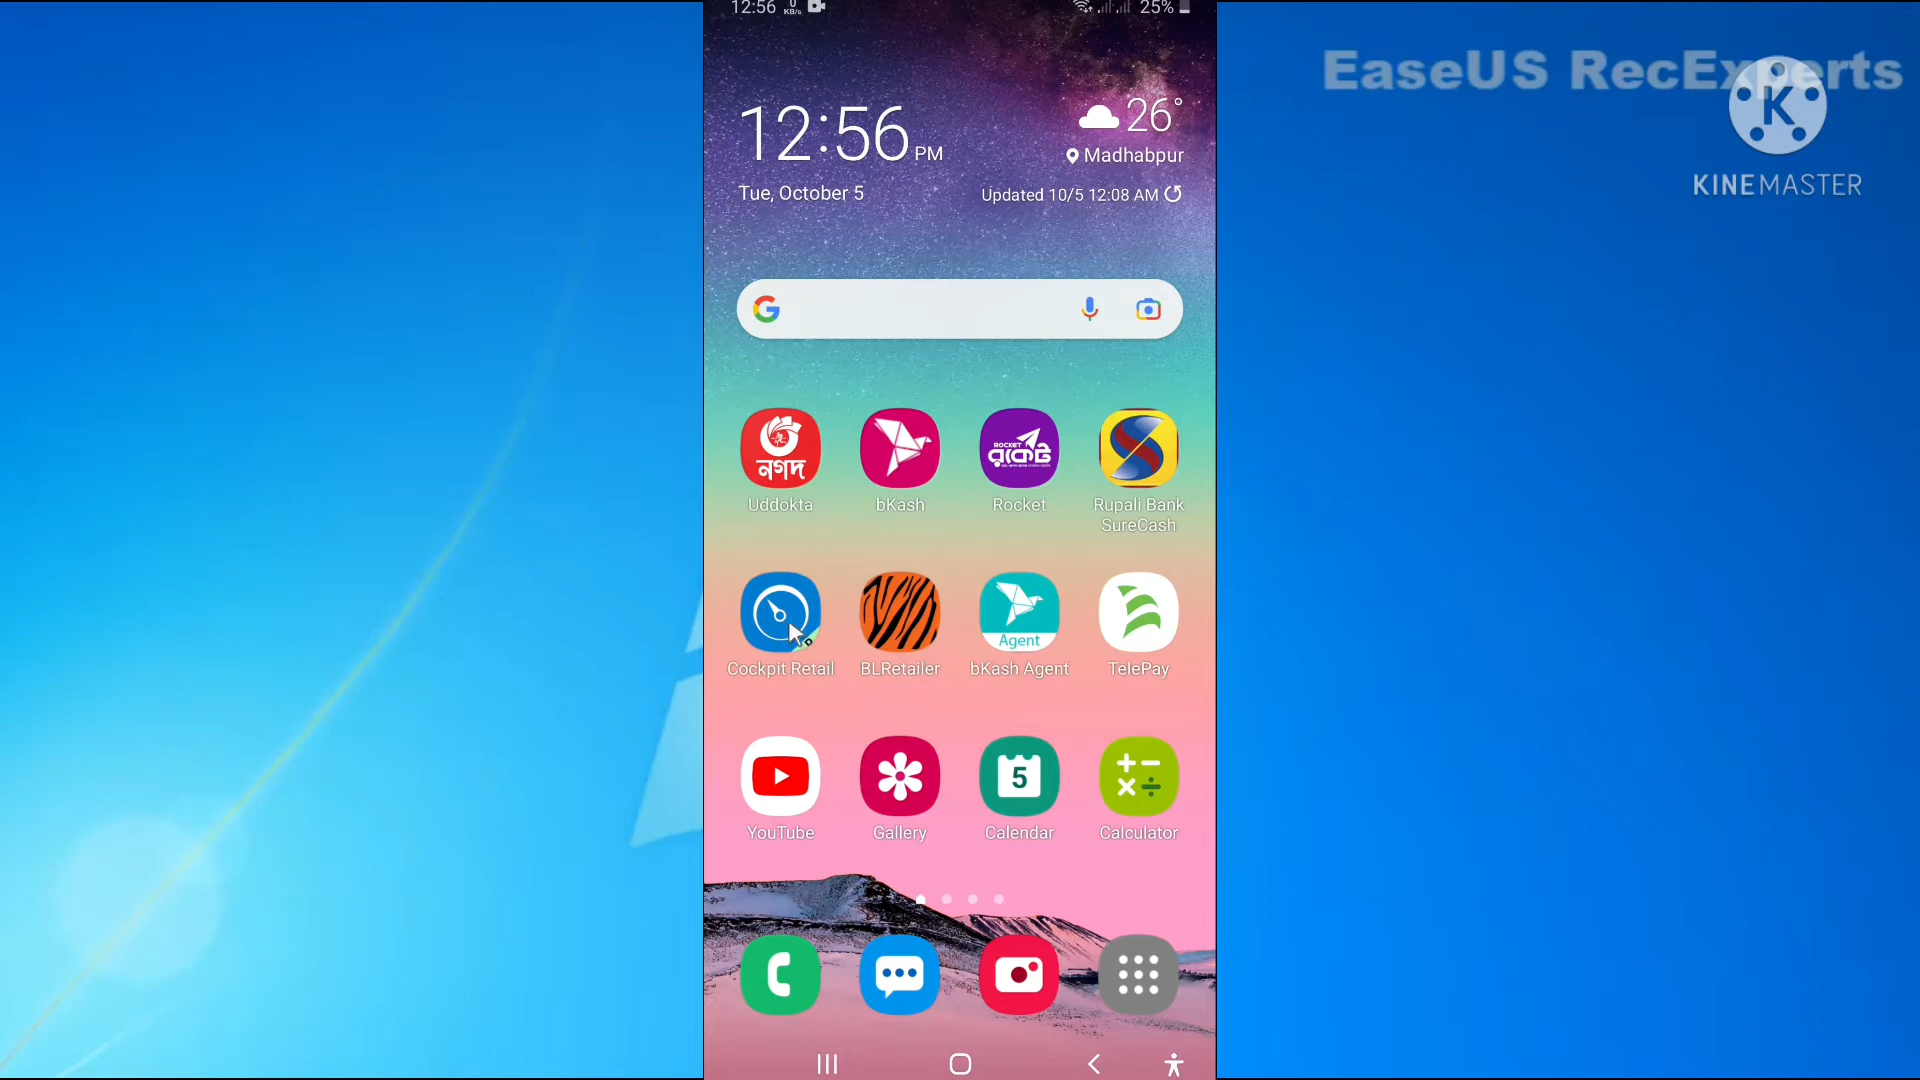 12:56 0 KB/s 25%
EaseUS RecExperts
K
KINEMASTER
12:56 PM
26°
Madhabpur
Tue, October 5
Updated 10/5 12:08 AM
G
নগদ
ROCKET
রকেট
Uddokta
bKash
Rocket
Rupali Bank
SureCash
Agent
Cockpit Retail
BLRetailer
bKash Agent
TelePay
5
YouTube
Gallery
Calendar
Calculator